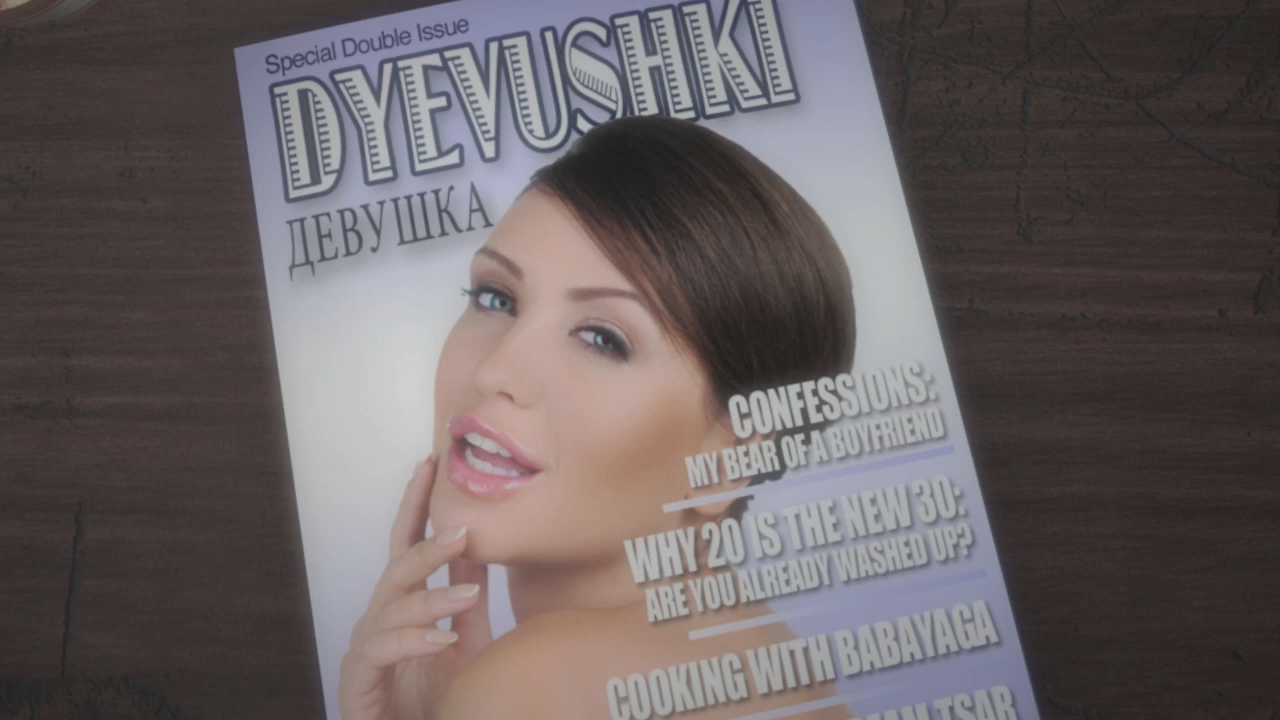 Special Double Issue
DYEVUSHKI
ДЕВУШКА
CONFESSIONS:
MY BEAR OF A BOYFRIEND
WHY 20 IS THE NEW 30:
ARE YOU ALREADY WASHED UP?
COOKING WITH BABAYAGA
TSAR